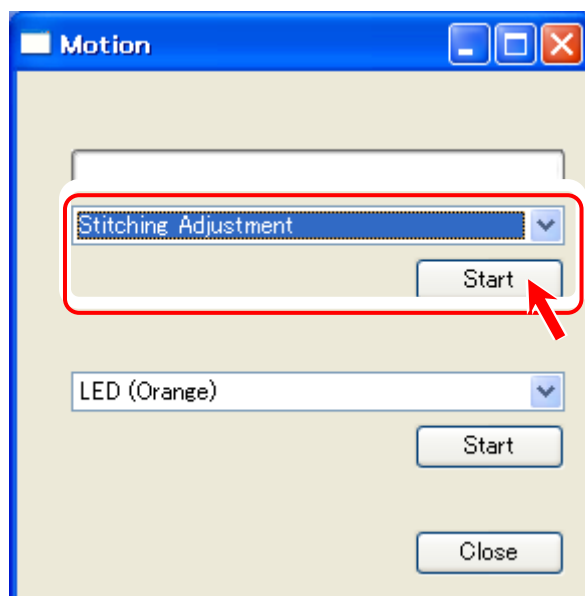 Motion
Stitching Adjustment
Start
LED (Orange)
Start
Close